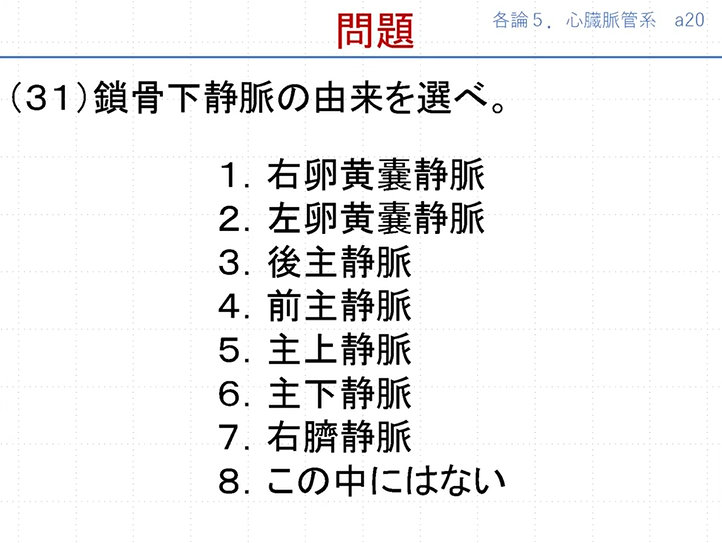 問題
各論５．心臓脈管系　a20
（３１）鎖骨下静脈の由来を選べ。
１．右卵黄嚢静脈
２．左卵黄嚢静脈
３．後主静脈
４．前主静脈
５．主上静脈
６．主下静脈
７．右臍静脈
８．この中にはない